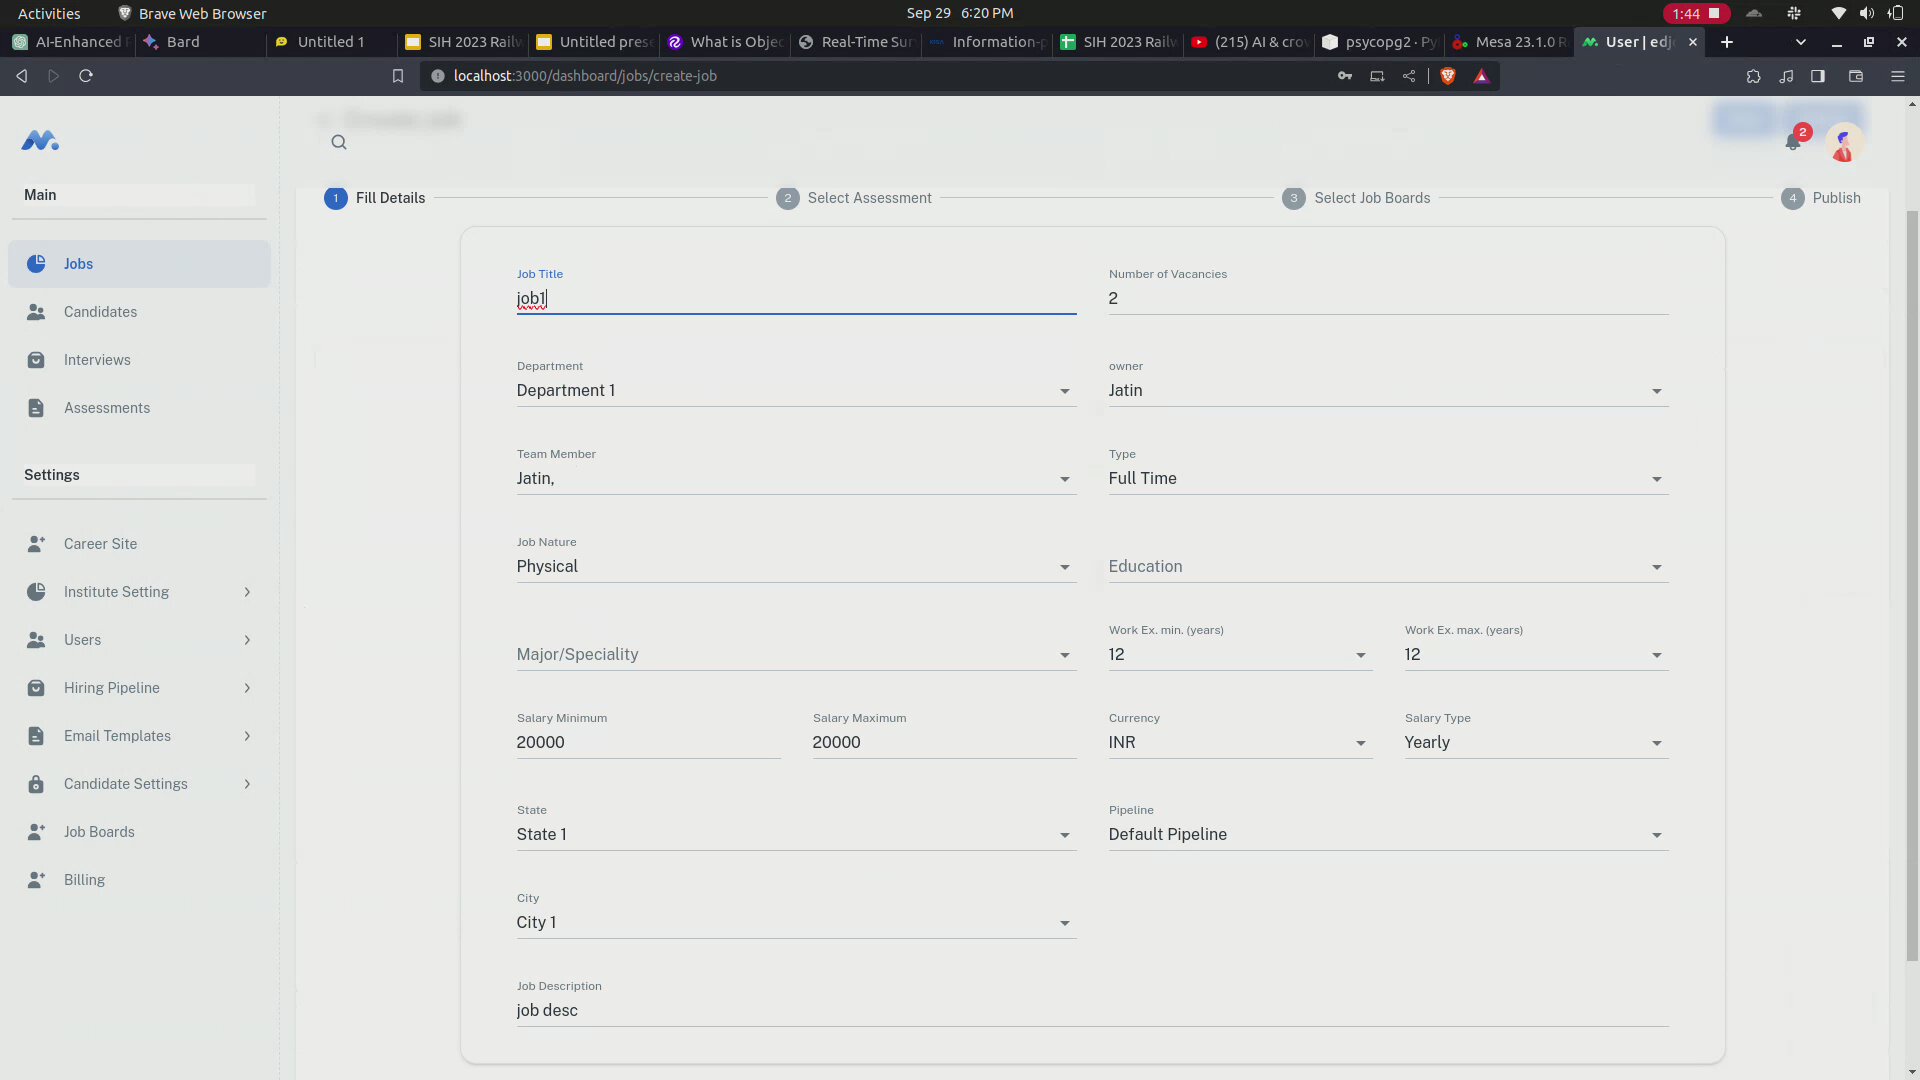 Activities
Brave Web Browser
Sep 29 6:20 PM
1:44
AI-Enhanced
Bard
Untitled 1
SIH 2023 Railw
Untitled prese
What is Objec
Real-Time Sur
Information-p
SIH 2023 Railw
(215) AI & crow
psycopg2 · Py
Mesa 23.1.0 R
User | edj
localhost:3000/dashboard/jobs/create-job
Create job
2
Main
Jobs
Candidates
Interviews
Assessments
Settings
Career Site
Institute Setting
Users
Hiring Pipeline
Email Templates
Candidate Settings
Job Boards
Billing
1 Fill Details
2 Select Assessment
3 Select Job Boards
4 Publish
Job Title
job1
Number of Vacancies
2
Department
Department 1
owner
Jatin
Team Member
Jatin,
Type
Full Time
Job Nature
Physical
Education
Major/Speciality
Work Ex. min. (years)
12
Work Ex. max. (years)
12
Salary Minimum
20000
Salary Maximum
20000
Currency
INR
Salary Type
Yearly
State
State 1
Pipeline
Default Pipeline
City
City 1
Job Description
job desc